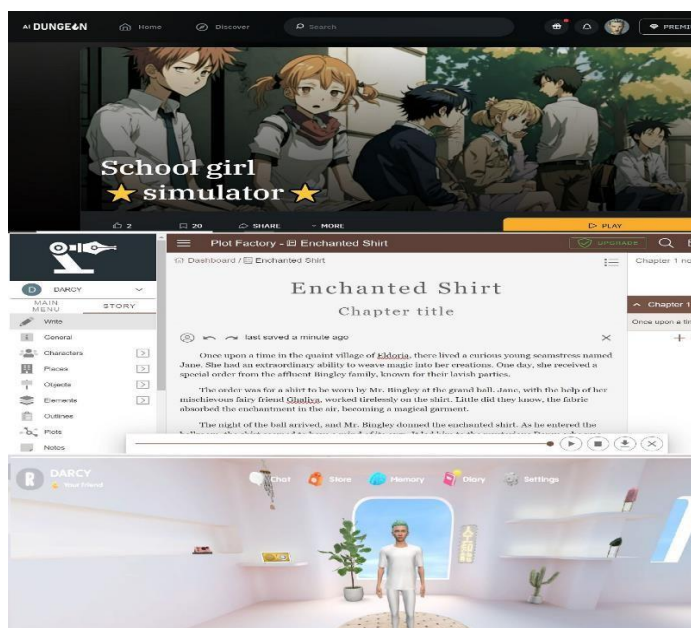 AI DUNGEON Home Discover Search PREMI
School girl
simulator
2 20 SHARE MORE PLAY
Plot Factory - Enchanted Shirt UPGRADE
Dashboard / Enchanted Shirt Chapter 1 no
D DARCY
MAIN MENU STORY
Write
General
Characters
Places
Objects
Elements
Outlines
Plots
Notes
Enchanted Shirt
Chapter title
last saved a minute ago
Chapter 1
Once upon a tim
Once upon a time in the quaint village of Eldoria, there lived a curious young seamstress named
Jane. She had an extraordinary ability to weave magic into her creations. One day, she received a
special order from the affluent Bingley family, known for their lavish parties.
The order was for a shirt to be worn by Mr. Bingley at the grand ball. Jane, with the help of her
mischievous fairy friend Ghaliya, worked tirelessly on the shirt. Little did they know, the fabric
absorbed the enchantment in the air, becoming a magical garment.
The night of the ball arrived, and Mr. Bingley donned the enchanted shirt. As he entered the
R DARCY
Your Friend
Chat Store Memory Diary Settings